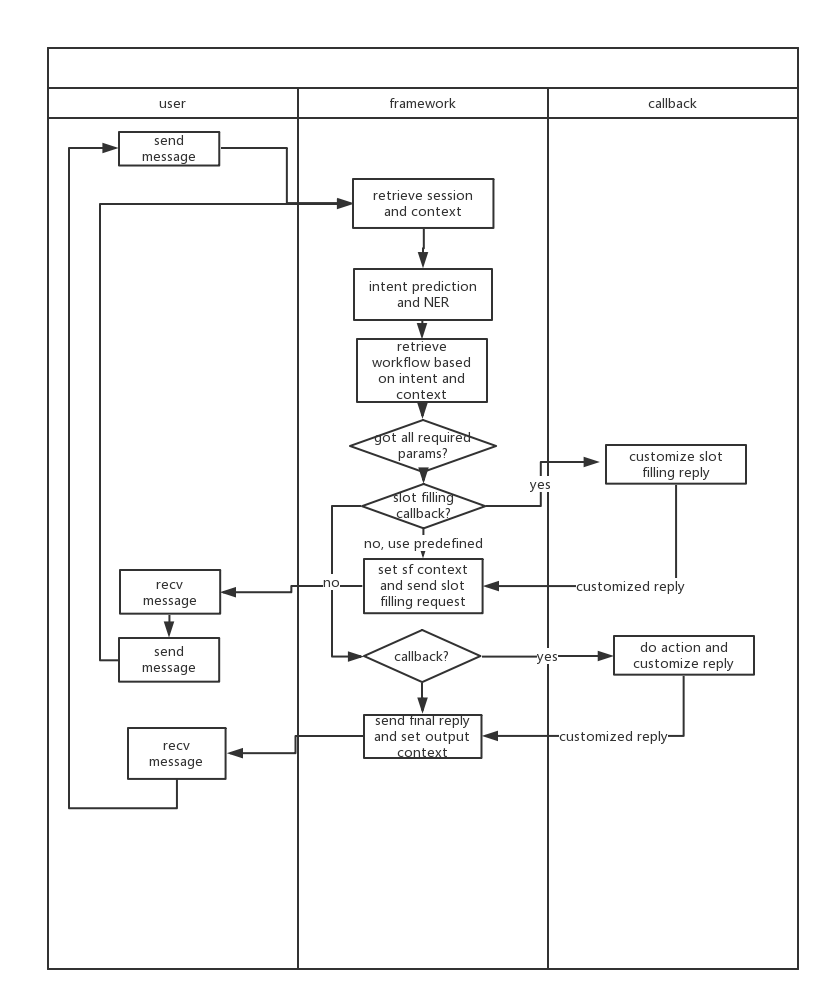 user
framework
callback
send
message
retrieve session
and context
intent prediction
and NER
retrieve
workflow based
on intent and
context
got all required
params?
customize slot
filling reply
yes
slot filling
callback?
no, use predefined
set sf context
and send slot
filling request
no
customized reply
recv
message
send
message
callback?
yes
do action and
customize reply
send final reply
and set output
context
customized reply
recv
message